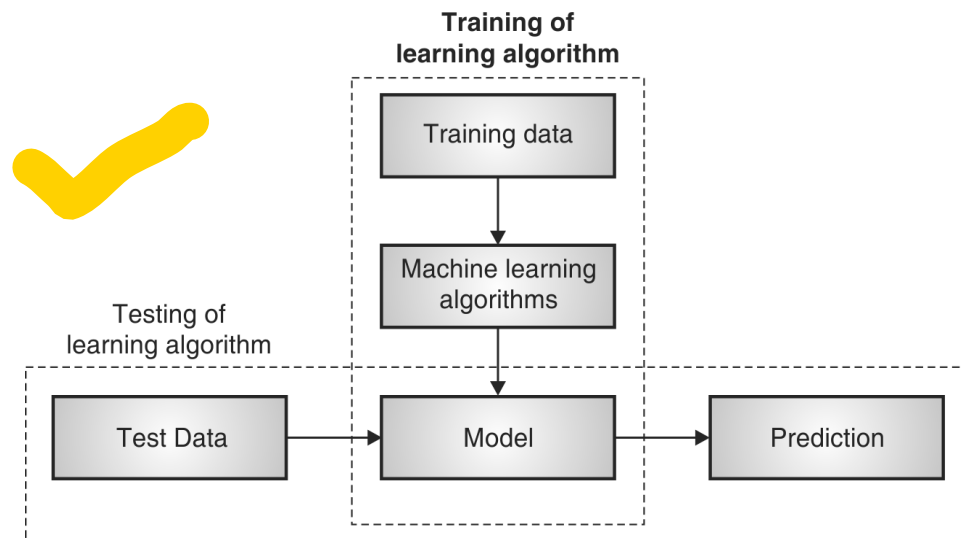 Training of
learning algorithm
Training data
Machine learning
algorithms
Testing of
learning algorithm
Test Data
Model
Prediction